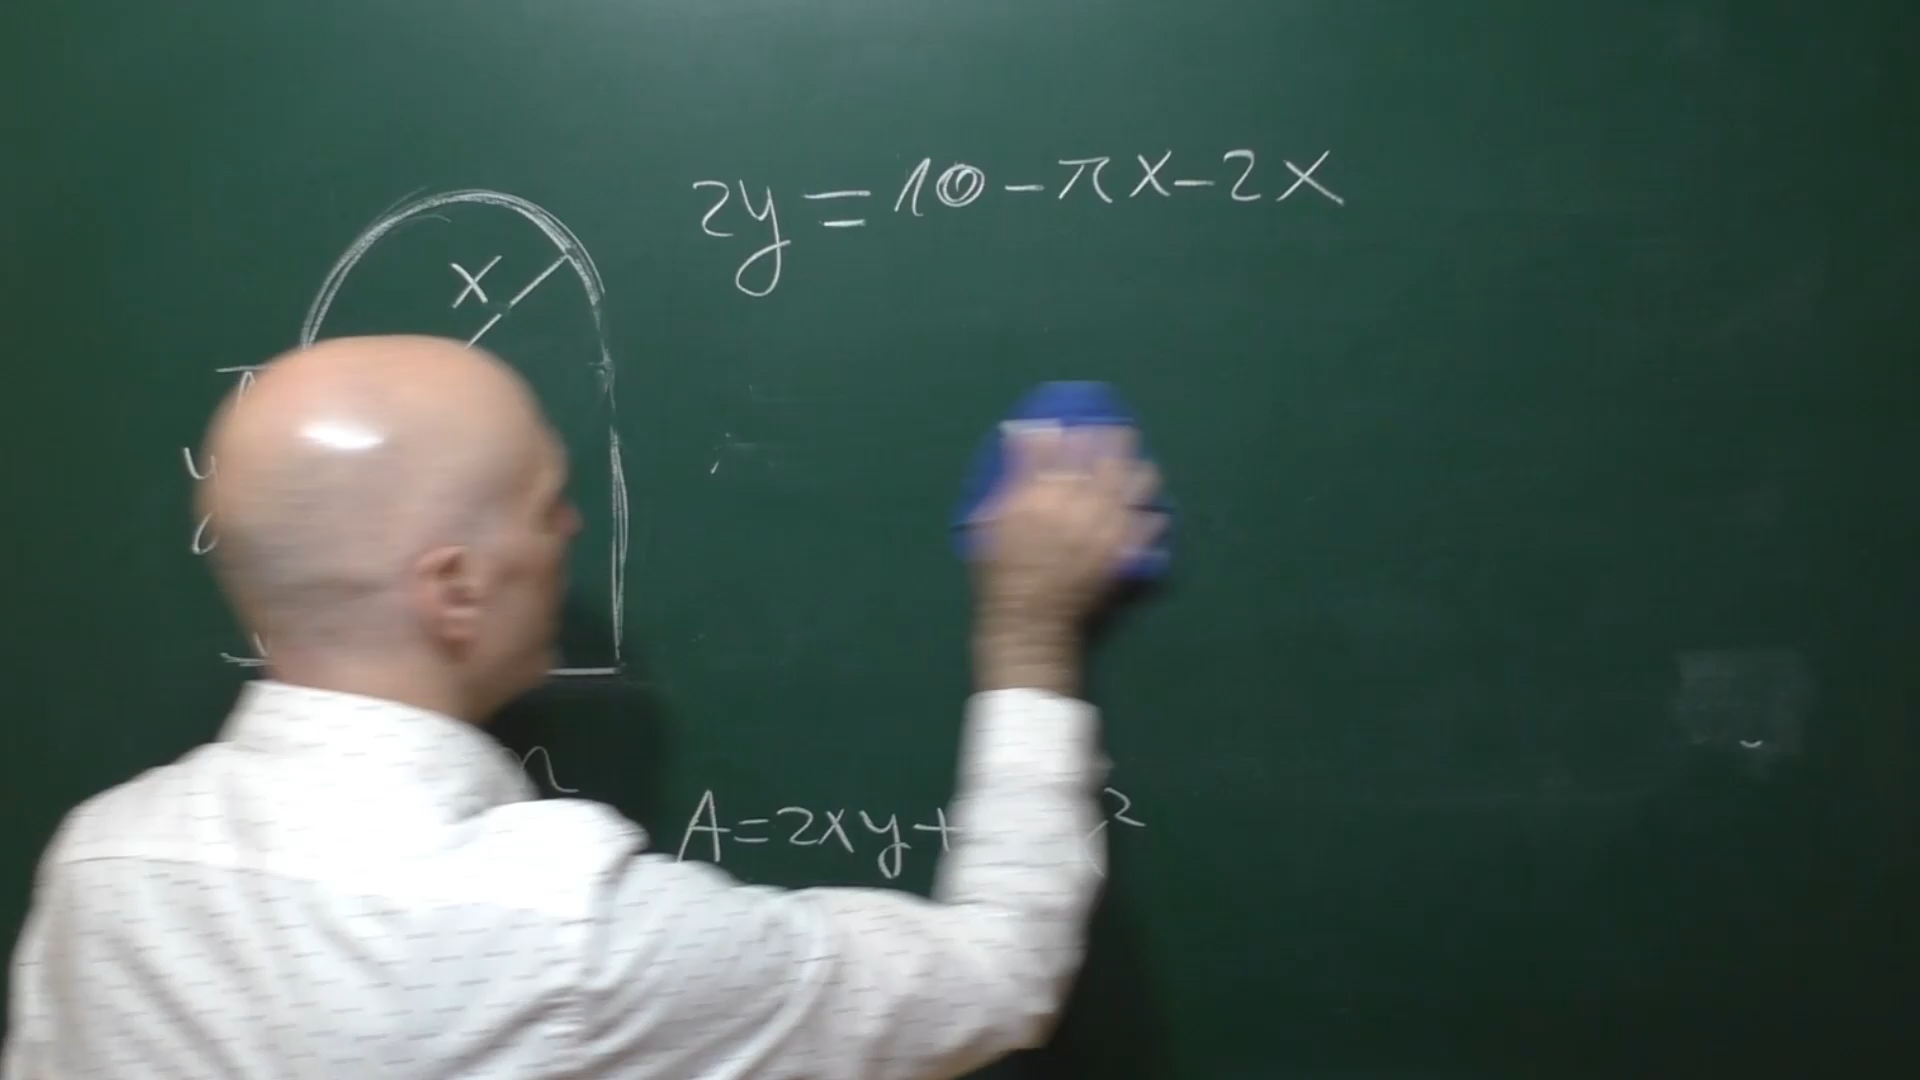 2y = 10 - πx - 2x
x
y
A = 2xy +